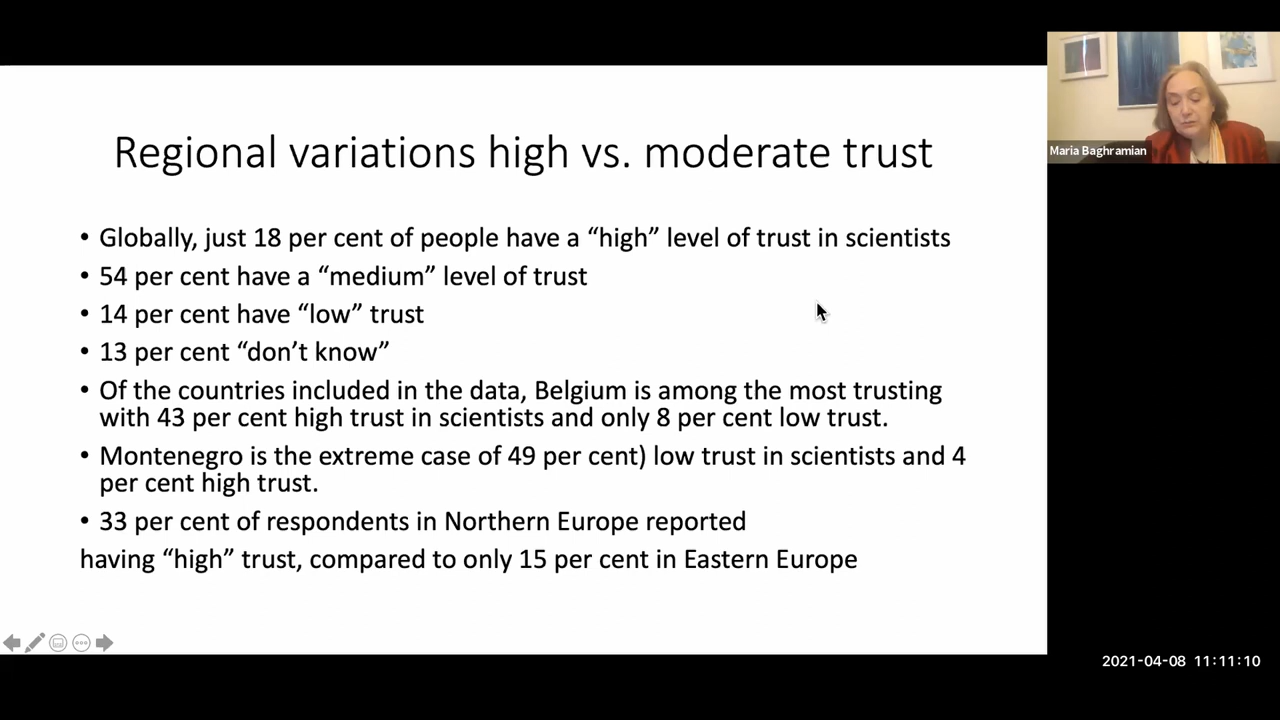 Regional variations high vs. moderate trust
• Globally, just 18 per cent of people have a “high” level of trust in scientists
• 54 per cent have a “medium” level of trust
• 14 per cent have “low” trust
• 13 per cent “don’t know”
• Of the countries included in the data, Belgium is among the most trusting
with 43 per cent high trust in scientists and only 8 per cent low trust.
• Montenegro is the extreme case of 49 per cent) low trust in scientists and 4
per cent high trust.
• 33 per cent of respondents in Northern Europe reported
having “high” trust, compared to only 15 per cent in Eastern Europe
Maria Baghramian
2021-04-08 11:11:10